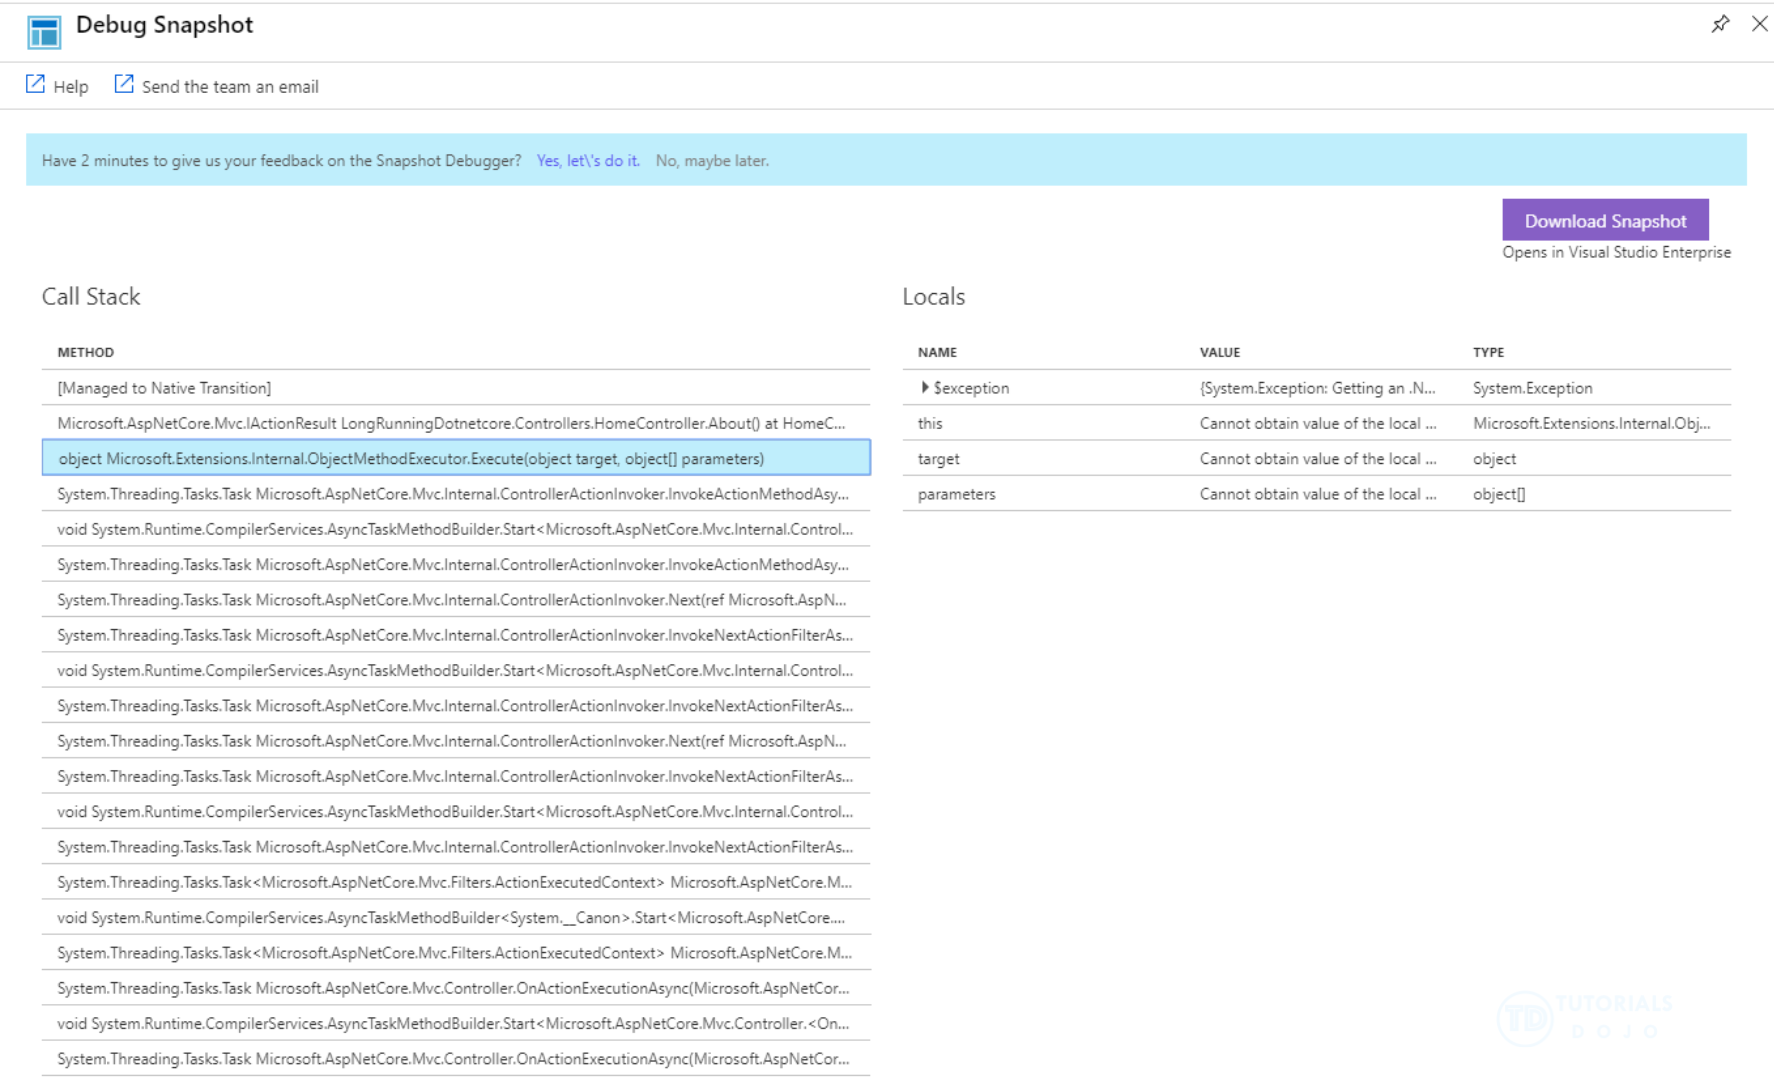 Debug Snapshot
Help
Send the team an email
Have 2 minutes to give us your feedback on the Snapshot Debugger? Yes, let\'s do it. No, maybe later.
Download Snapshot
Opens in Visual Studio Enterprise
Call Stack
METHOD
[Managed to Native Transition]
Microsoft.AspNetCore.Mvc.IActionResult LongRunningDotnetcore.Controllers.HomeController.About() at HomeC...
object Microsoft.Extensions.Internal.ObjectMethodExecutor.Execute(object target, object[] parameters)
System.Threading.Tasks.Task Microsoft.AspNetCore.Mvc.Internal.ControllerActionInvoker.InvokeActionMethodAsy...
void System.Runtime.CompilerServices.AsyncTaskMethodBuilder.Start<Microsoft.AspNetCore.Mvc.Internal.Control...
System.Threading.Tasks.Task Microsoft.AspNetCore.Mvc.Internal.ControllerActionInvoker.InvokeActionMethodAsy...
System.Threading.Tasks.Task Microsoft.AspNetCore.Mvc.Internal.ControllerActionInvoker.Next(ref Microsoft.AspN...
System.Threading.Tasks.Task Microsoft.AspNetCore.Mvc.Internal.ControllerActionInvoker.InvokeNextActionFilterAs...
void System.Runtime.CompilerServices.AsyncTaskMethodBuilder.Start<Microsoft.AspNetCore.Mvc.Internal.Control...
System.Threading.Tasks.Task Microsoft.AspNetCore.Mvc.Internal.ControllerActionInvoker.InvokeNextActionFilterAs...
System.Threading.Tasks.Task Microsoft.AspNetCore.Mvc.Internal.ControllerActionInvoker.Next(ref Microsoft.AspN...
System.Threading.Tasks.Task Microsoft.AspNetCore.Mvc.Internal.ControllerActionInvoker.InvokeNextActionFilterAs...
void System.Runtime.CompilerServices.AsyncTaskMethodBuilder.Start<Microsoft.AspNetCore.Mvc.Internal.Control...
System.Threading.Tasks.Task Microsoft.AspNetCore.Mvc.Internal.ControllerActionInvoker.InvokeNextActionFilterAs...
System.Threading.Tasks.Task<Microsoft.AspNetCore.Mvc.Filters.ActionExecutedContext> Microsoft.AspNetCore.M...
void System.Runtime.CompilerServices.AsyncTaskMethodBuilder<System.__Canon>.Start<Microsoft.AspNetCore....
System.Threading.Tasks.Task<Microsoft.AspNetCore.Mvc.Filters.ActionExecutedContext> Microsoft.AspNetCore.M...
System.Threading.Tasks.Task Microsoft.AspNetCore.Mvc.Controller.OnActionExecutionAsync(Microsoft.AspNetCor...
void System.Runtime.CompilerServices.AsyncTaskMethodBuilder.Start<Microsoft.AspNetCore.Mvc.Controller.<On...
System.Threading.Tasks.Task Microsoft.AspNetCore.Mvc.Controller.OnActionExecutionAsync(Microsoft.AspNetCor...
Locals
NAME VALUE TYPE
$exception {System.Exception: Getting an .N... System.Exception
this Cannot obtain value of the local ... Microsoft.Extensions.Internal.Obj...
target Cannot obtain value of the local ... object
parameters Cannot obtain value of the local ... object[]
TD TUTORIALS
DOJO